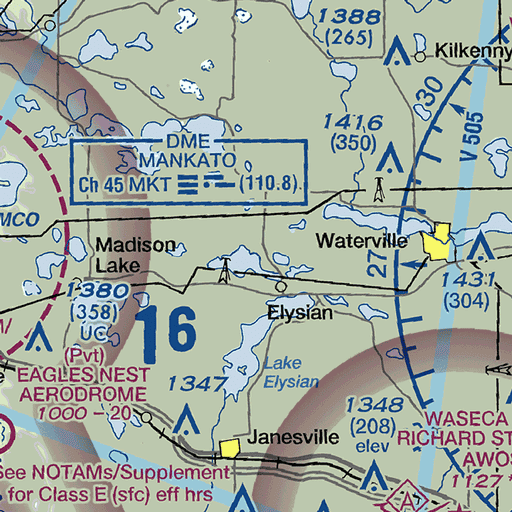 1388
(265)
Kilkenny
30
V 505
1416
(350)
DME
MANKATO
Ch 45 MKT (110.8)
MCO
Madison
Lake
Waterville
27
1431
(304)
1380
(358)
UC
16
Elysian
(Pvt)
EAGLES NEST
AERODROME
1000 - 20
1347
Lake
Elysian
1348
(208)
elev
WASECA
RICHARD ST
AWOS
1127 *
Janesville
See NOTAMs/Supplement
for Class E (sfc) eff hrs
A